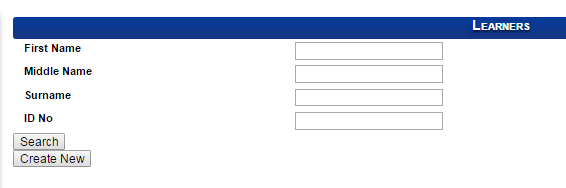 Learners
First Name
Middle Name
Surname
ID No
Search
Create New